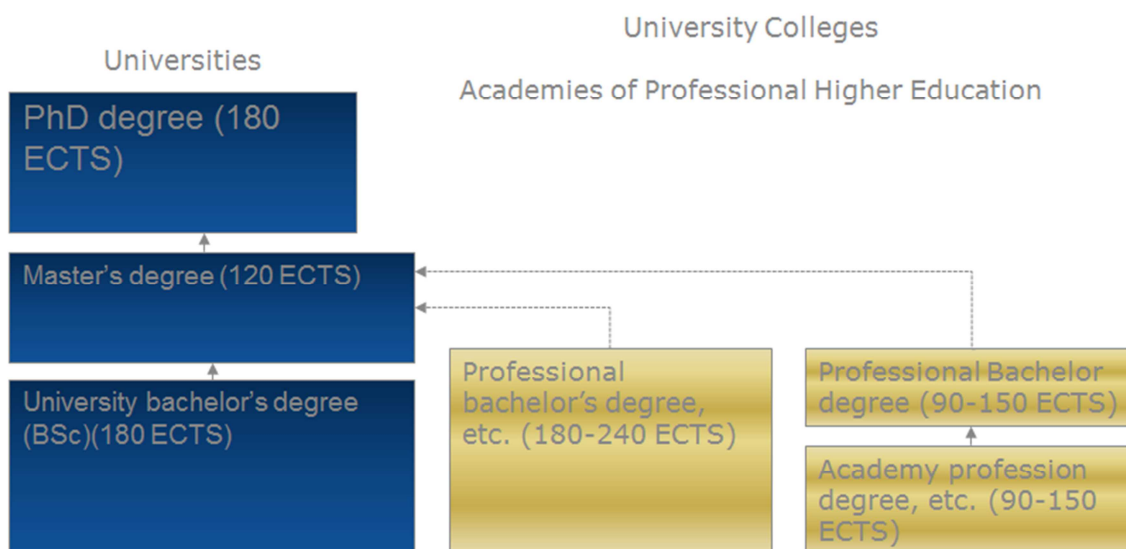 University Colleges
Universities
Academies of Professional Higher Education
PhD degree (180
ECTS)
Master's degree (120 ECTS)
University bachelor's degree
(BSc)(180 ECTS)
Professional
bachelor's degree,
etc. (180-240 ECTS)
Professional Bachelor
degree (90-150 ECTS)
Academy profession
degree, etc. (90-150
ECTS)